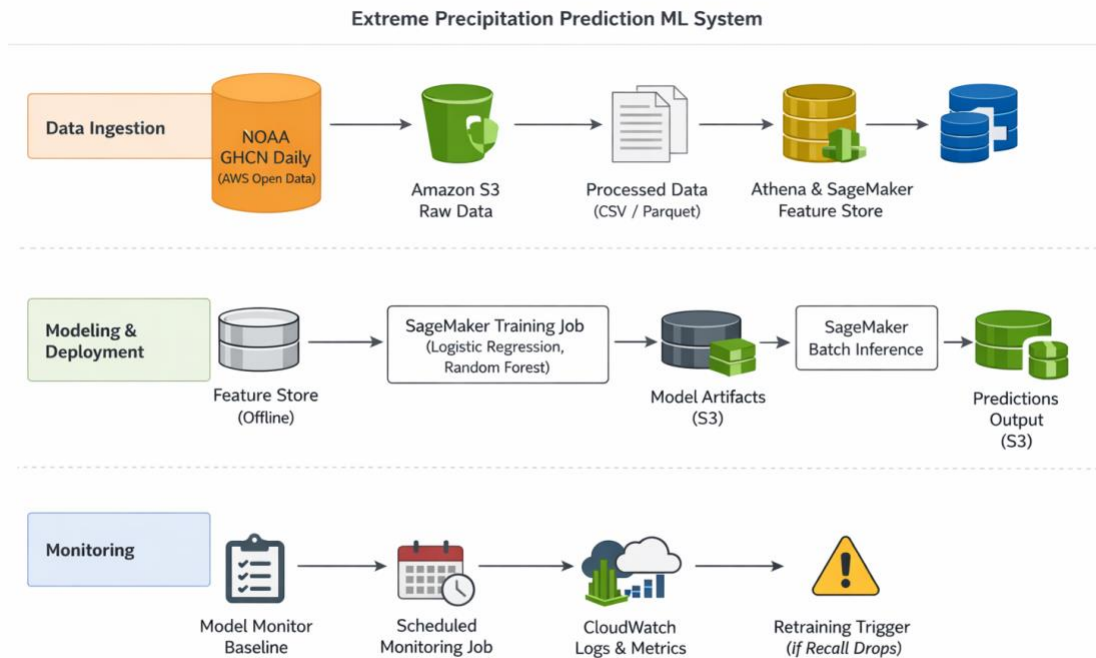 Extreme Precipitation Prediction ML System
Data Ingestion
NOAA
GHCN Daily
(AWS Open Data)
Amazon S3
Raw Data
Processed Data
(CSV / Parquet)
Athena & SageMaker
Feature Store
Modeling &
Deployment
Feature Store
(Offline)
SageMaker Training Job
(Logistic Regression,
Random Forest)
Model Artifacts
(S3)
SageMaker
Batch Inference
Predictions
Output
(S3)
Monitoring
Model Monitor
Baseline
Scheduled
Monitoring Job
CloudWatch
Logs & Metrics
Retraining Trigger
(if Recall Drops)